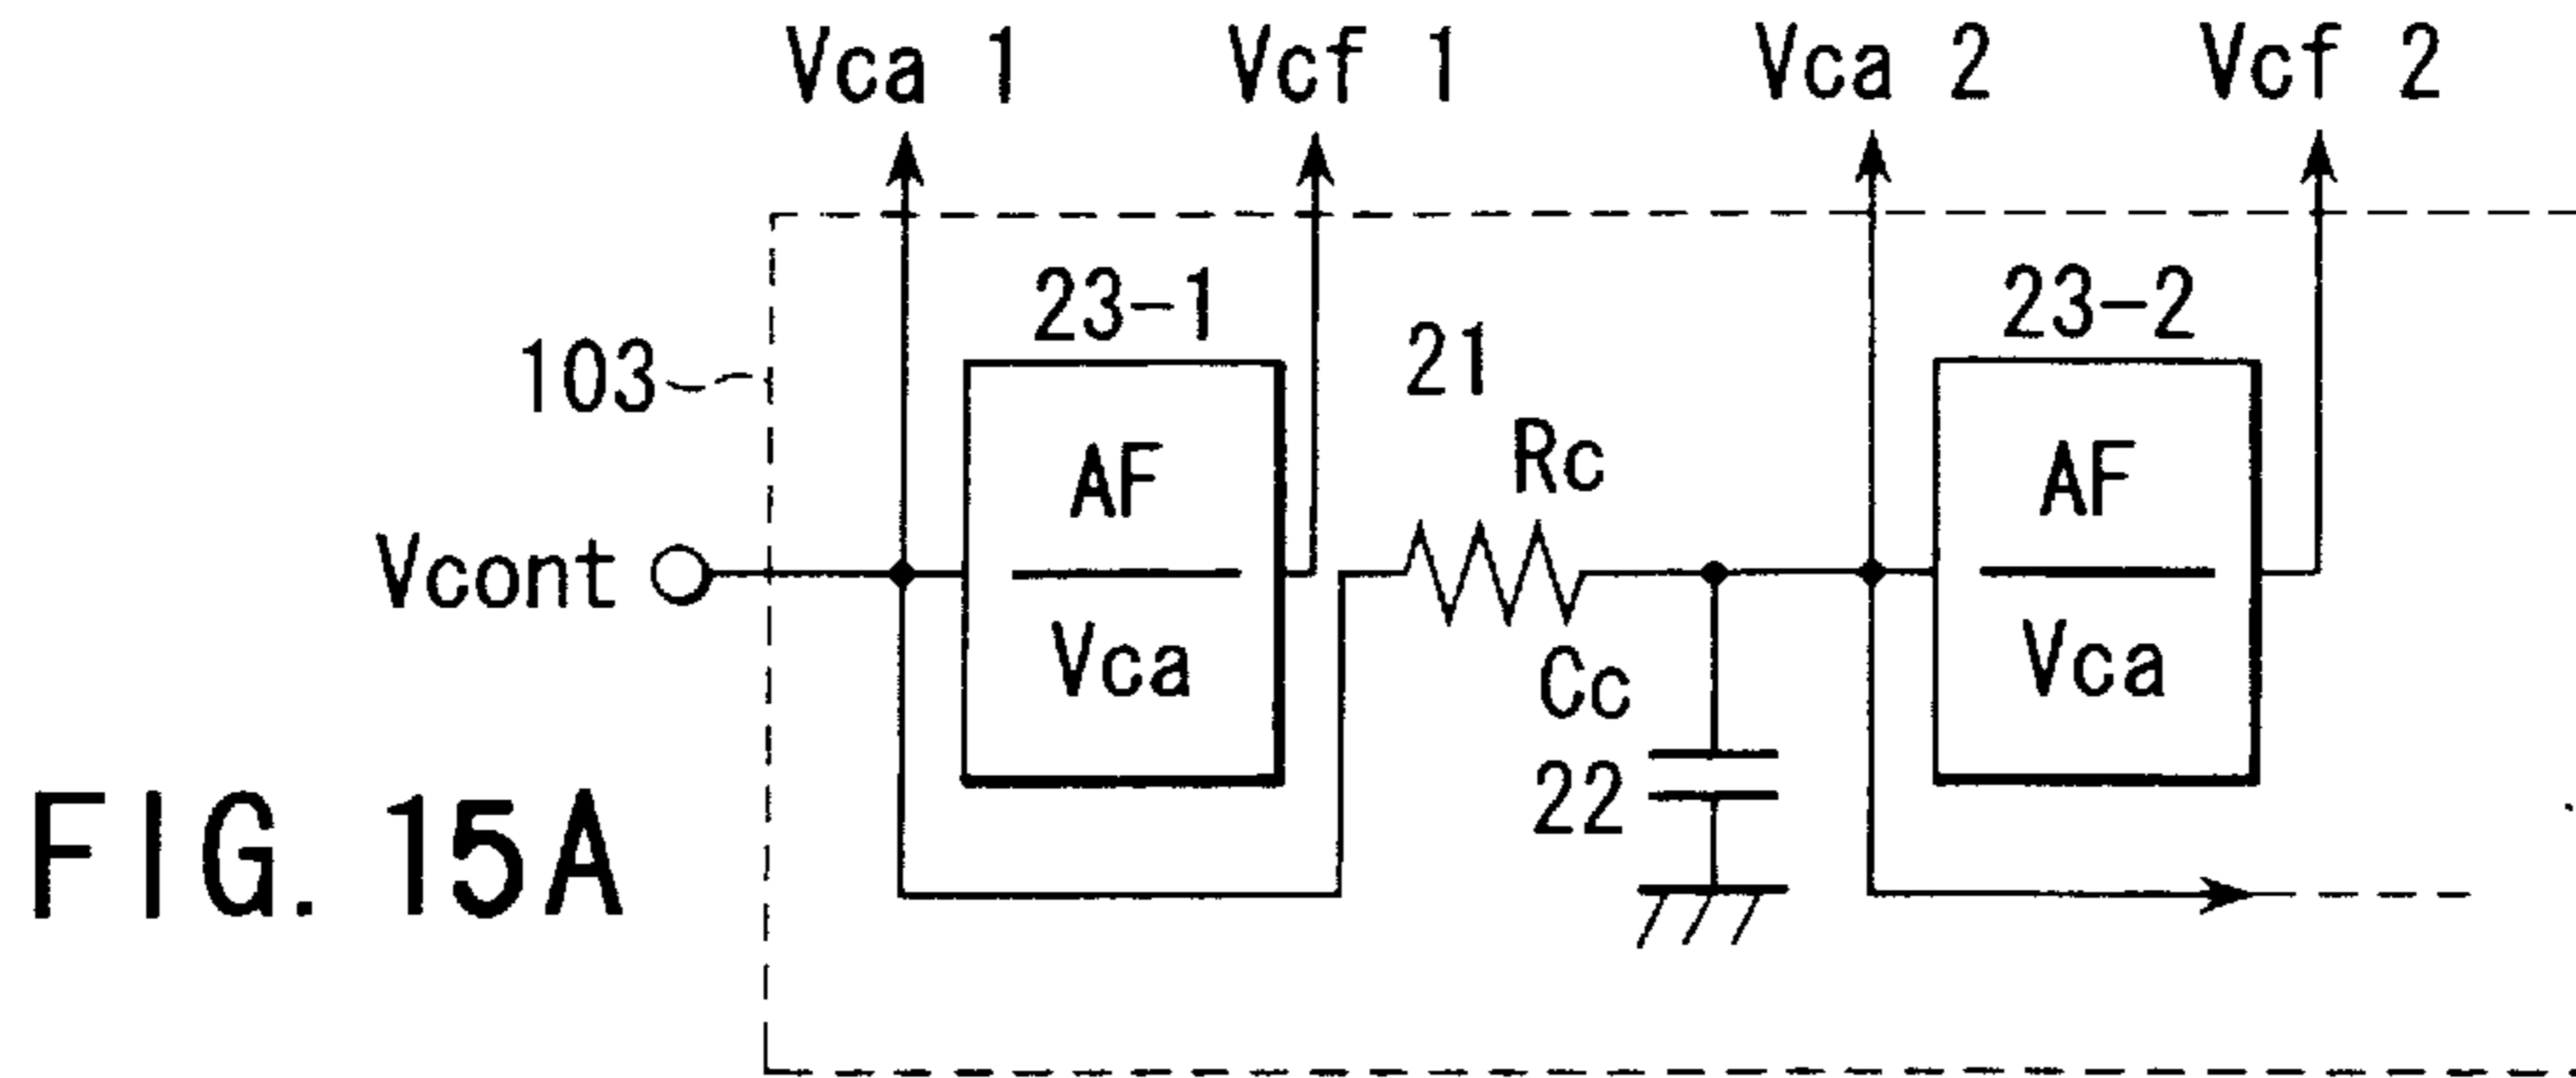 Vca 1
Vcf 1
Vca 2
Vcf 2
103
23-1
21
23-2
Vcont
AF
Vca
Rc
Cc
22
AF
Vca
FIG. 15A